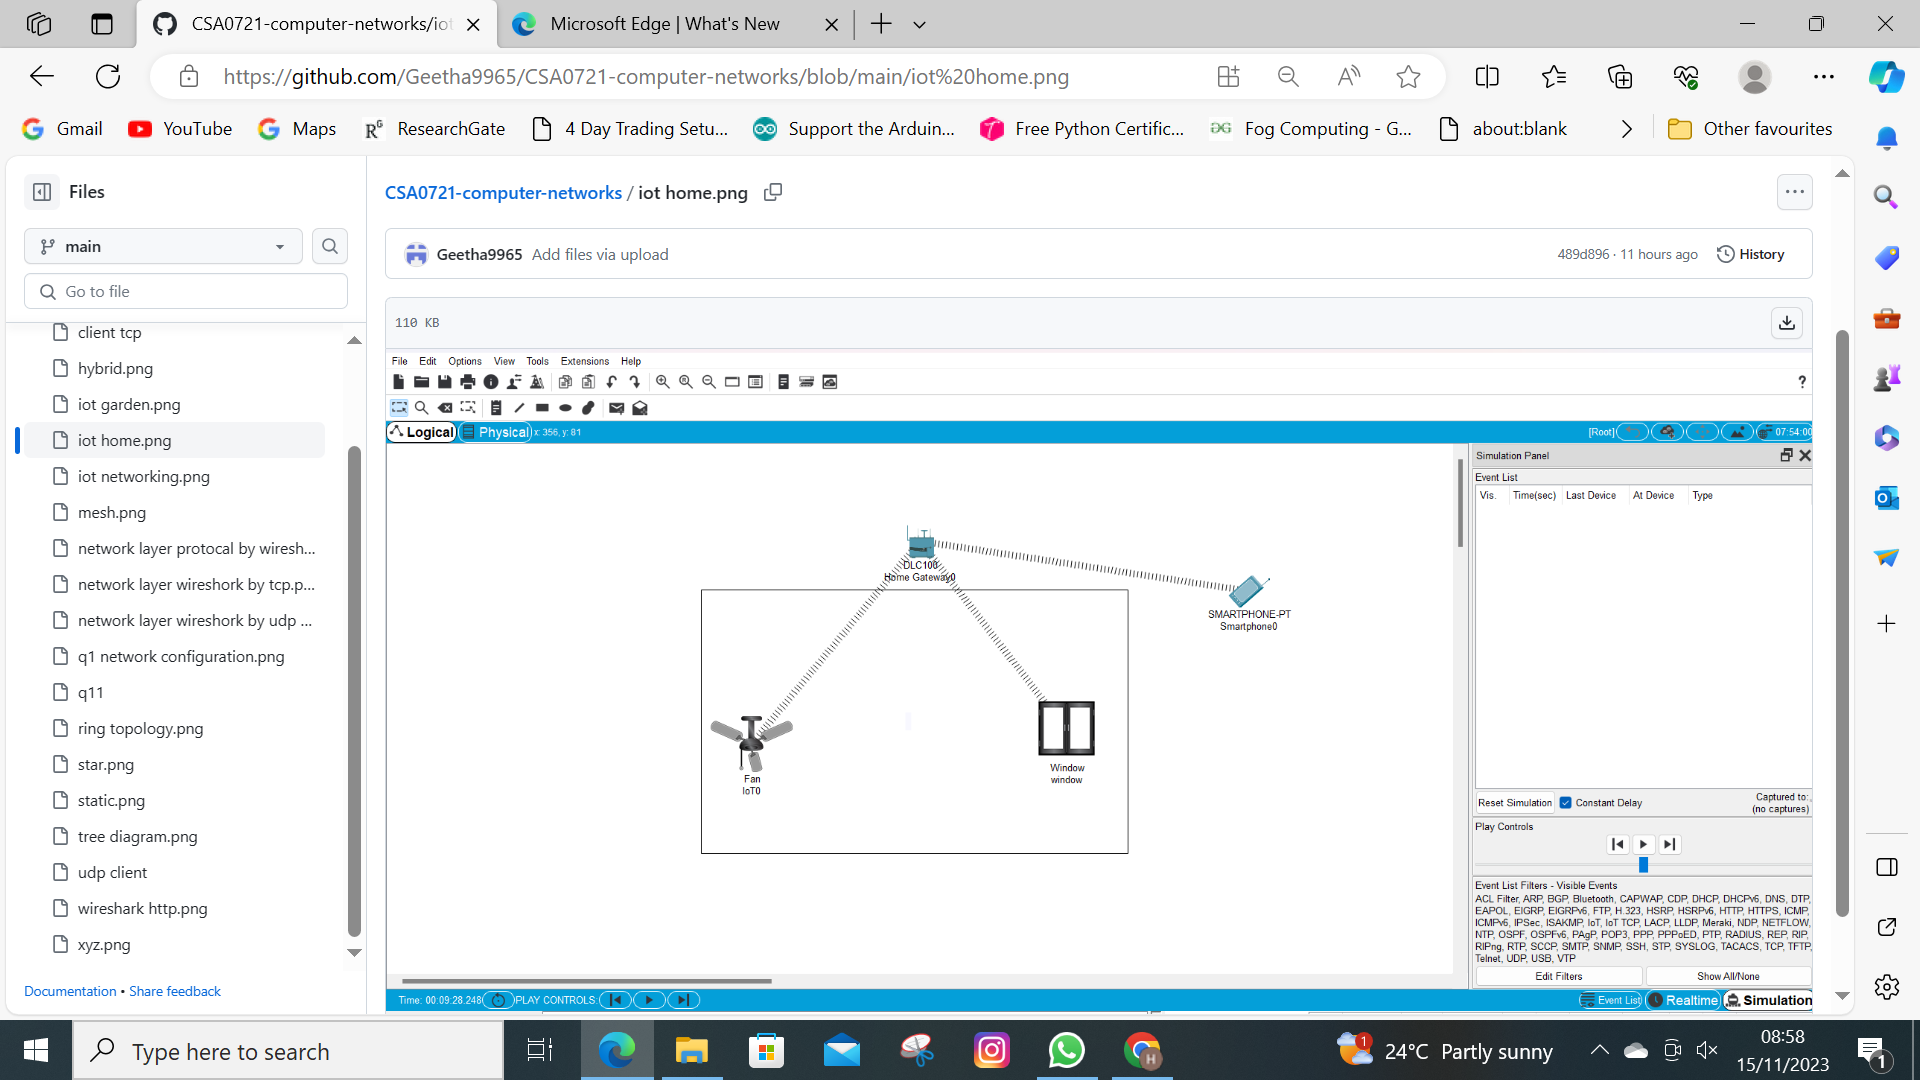 CSA0721-computer-networks/iot
Microsoft Edge | What's New
https://github.com/Geetha9965/CSA0721-computer-networks/blob/main/iot%20home.png
Gmail
YouTube
Maps
ResearchGate
4 Day Trading Setu...
Support the Arduin...
Free Python Certific...
Fog Computing - G...
about:blank
Other favourites
Files
main
Go to file
client tcp
hybrid.png
iot garden.png
iot home.png
iot networking.png
mesh.png
network layer protocal by wiresh...
network layer wireshork by tcp.p...
network layer wireshork by udp ...
q1 network configuration.png
q11
ring topology.png
star.png
static.png
tree diagram.png
udp client
wireshark http.png
xyz.png
Documentation • Share feedback
CSA0721-computer-networks / iot home.png
Geetha9965 Add files via upload
489d896 · 11 hours ago
History
110 KB
File Edit Options View Tools Extensions Help
Logical
Physical
x: 356, y: 81
[Root]
07:54:00
DLC100
Home Gateway0
SMARTPHONE-PT
Smartphone0
Fan
IoT0
Window
window
Simulation Panel
Event List
Vis. Time(sec) Last Device At Device Type
Reset Simulation
Constant Delay
Captured to:
(no captures)
Play Controls
Event List Filters - Visible Events
ACL Filter, ARP, BGP, Bluetooth, CAPWAP, CDP, DHCP, DHCPv6, DNS, DTP,
EAPOL, EIGRP, EIGRPv6, FTP, H.323, HSRP, HSRPv6, HTTP, HTTPS, ICMP,
ICMPv6, IPSec, ISAKMP, IoT, IoT TCP, LACP, LLDP, Meraki, NDP, NETFLOW,
NTP, OSPF, OSPFv6, PAgP, POP3, PPP, PPPoED, PTP, RADIUS, REP, RIP,
RIPng, RTP, SCCP, SMTP, SNMP, SSH, STP, SYSLOG, TACACS, TCP, TFTP,
Telnet, UDP, USB, VTP
Edit Filters
Show All/None
Time: 00:09:28.248
PLAY CONTROLS:
Event List
Realtime
Simulation
Type here to search
1
24°C Partly sunny
08:58
15/11/2023
1